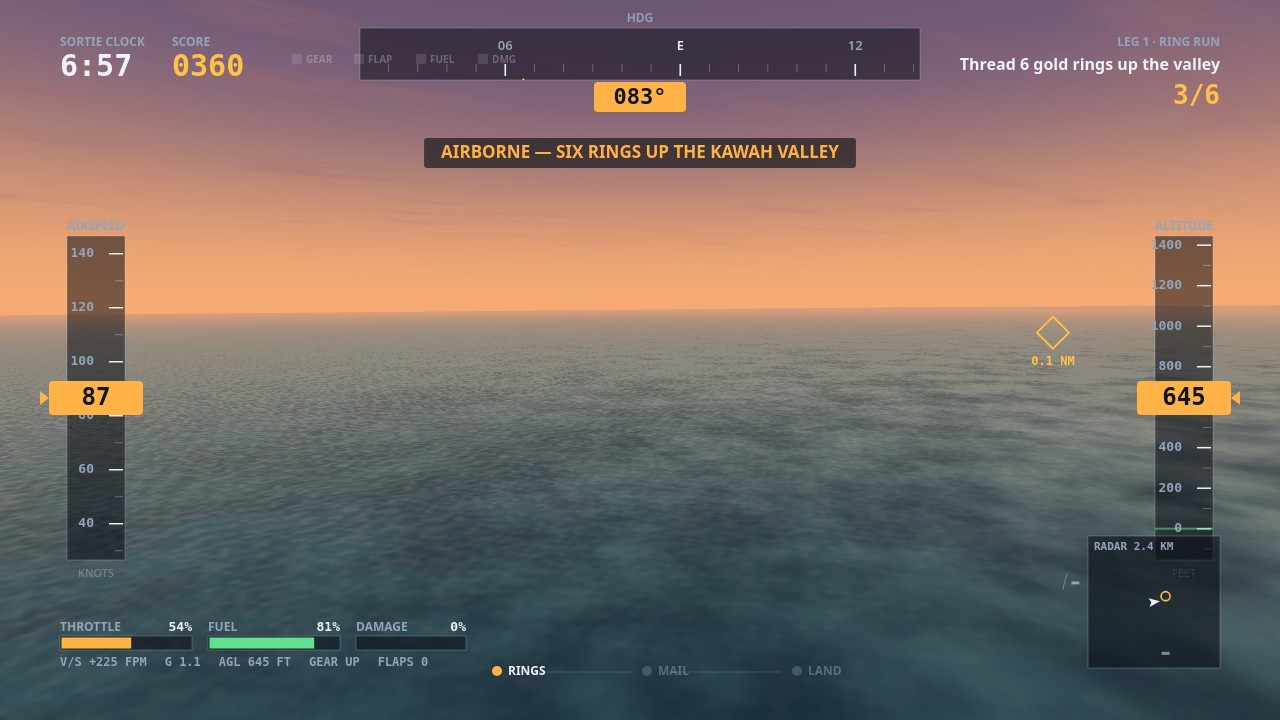 HDG
SORTIE CLOCK
SCORE
6:57
0360
GEAR
FLAP
FUEL
DMG
06
E
12
083°
LEG 1 · RING RUN
Thread 6 gold rings up the valley
3/6
AIRBORNE — SIX RINGS UP THE KAWAH VALLEY
AIRSPEED
140
120
100
87
80
60
40
KNOTS
0.1 NM
ALTITUDE
1400
1200
1000
800
645
400
200
0
FEET
RADAR 2.4 KM
THROTTLE 54%
FUEL 81%
DAMAGE 0%
V/S +225 FPM G 1.1 AGL 645 FT GEAR UP FLAPS 0
RINGS
MAIL
LAND